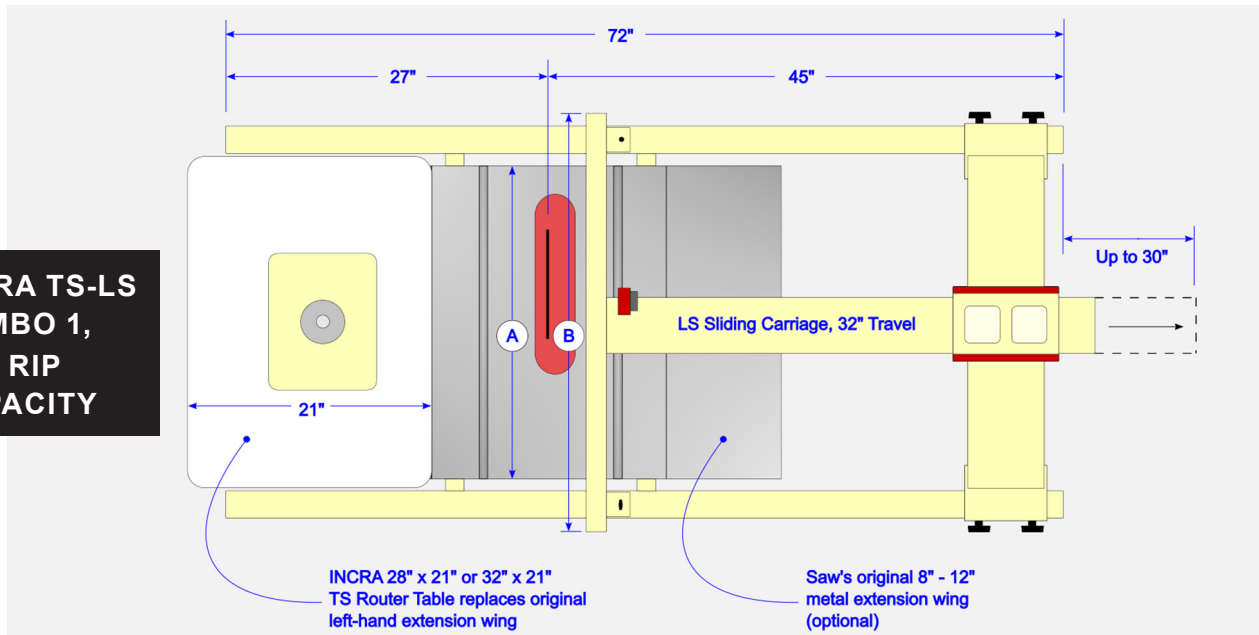 72"
27"
45"
Up to 30"
RA TS-LS
MBO 1,
RIP
PACITY
LS Sliding Carriage, 32" Travel
A
B
21"
INCRA 28" x 21" or 32" x 21"
TS Router Table replaces original
left-hand extension wing
Saw's original 8" - 12"
metal extension wing
(optional)